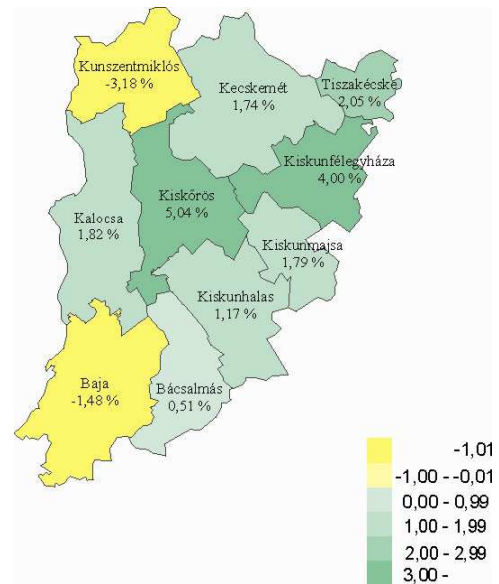 Kunszentmiklós
-3,18 %
Kecskemét
1,74 %
Tiszakécske
2,05 %
Kiskunfélegyháza
4,00 %
Kiskőrös
5,04 %
Kalocsa
1,82 %
Kiskunmajsa
1,79 %
Kiskunhalas
1,17 %
Baja
-1,48 %
Bácsalmás
0,51 %
-1,01
-1,00 - -0,01
0,00 - 0,99
1,00 - 1,99
2,00 - 2,99
3,00 -